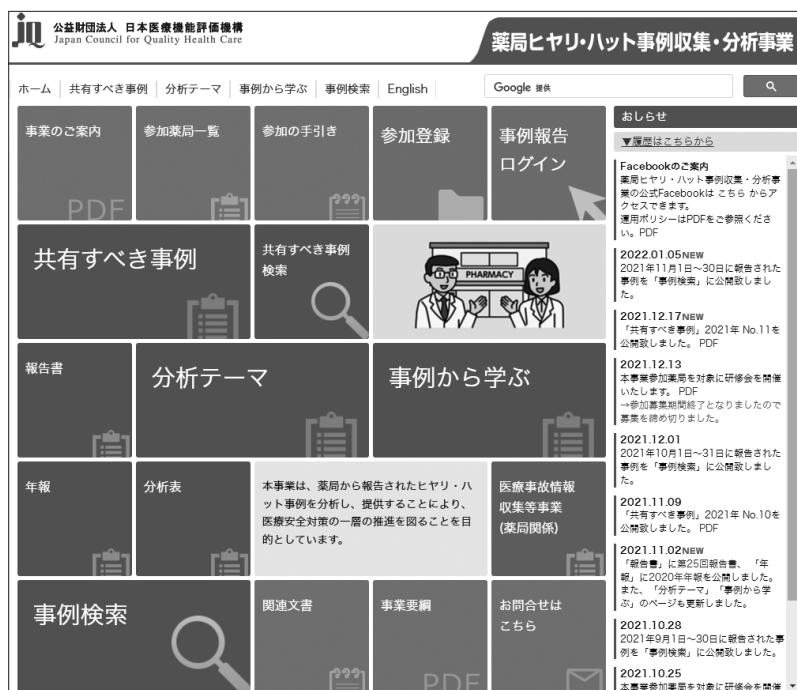 公益財団法人 日本医療機能評価機構
Japan Council for Quality Health Care
薬局ヒヤリ・ハット事例収集・分析事業
ホーム
共有すべき事例
分析テーマ
事例から学ぶ
事例検索
English
Google 提供
事業のご案内
PDF
参加薬局一覧
参加の手引き
参加登録
事例報告
ログイン
共有すべき事例
共有すべき事例
検索
PHARMACY
報告書
分析テーマ
事例から学ぶ
年報
分析表
本事業は、薬局から報告されたヒヤリ・ハ
ット事例を分析し、提供することにより、
医療安全対策の一層の推進を図ることを目
的としています。
医療事故情報
収集等事業
(薬局関係)
事例検索
関連文書
事業要綱
PDF
お問合せは
こちら
おしらせ
▼履歴はこちらから
Facebookのご案内
薬局ヒヤリ・ハット事例収集・分析事
業の公式Facebookは こちら からア
クセスできます。
運用ポリシーはPDFをご参照くださ
い。PDF
2022.01.05NEW
2021年11月1日～30日に報告された
事例を「事例検索」に公開致しまし
た。
2021.12.17NEW
「共有すべき事例」2021年 No.11を
公開致しました。 PDF
2021.12.13
本事業参加薬局を対象に研修会を開催
いたします。 PDF
→参加募集期間終了となりましたので
募集を締め切りました。
2021.12.01
2021年10月1日～31日に報告された
事例を「事例検索」に公開致しまし
た。
2021.11.09
「共有すべき事例」2021年 No.10を
公開致しました。 PDF
2021.11.02NEW
「報告書」に第25回報告書、「年
報」に2020年年報を公開しました。
また、「分析テーマ」「事例から学
ぶ」のページも更新しました。
2021.10.28
2021年9月1日～30日に報告された事
例を「事例検索」に公開致しました。
2021.10.25
本事業参加薬局を対象に研修会を開催